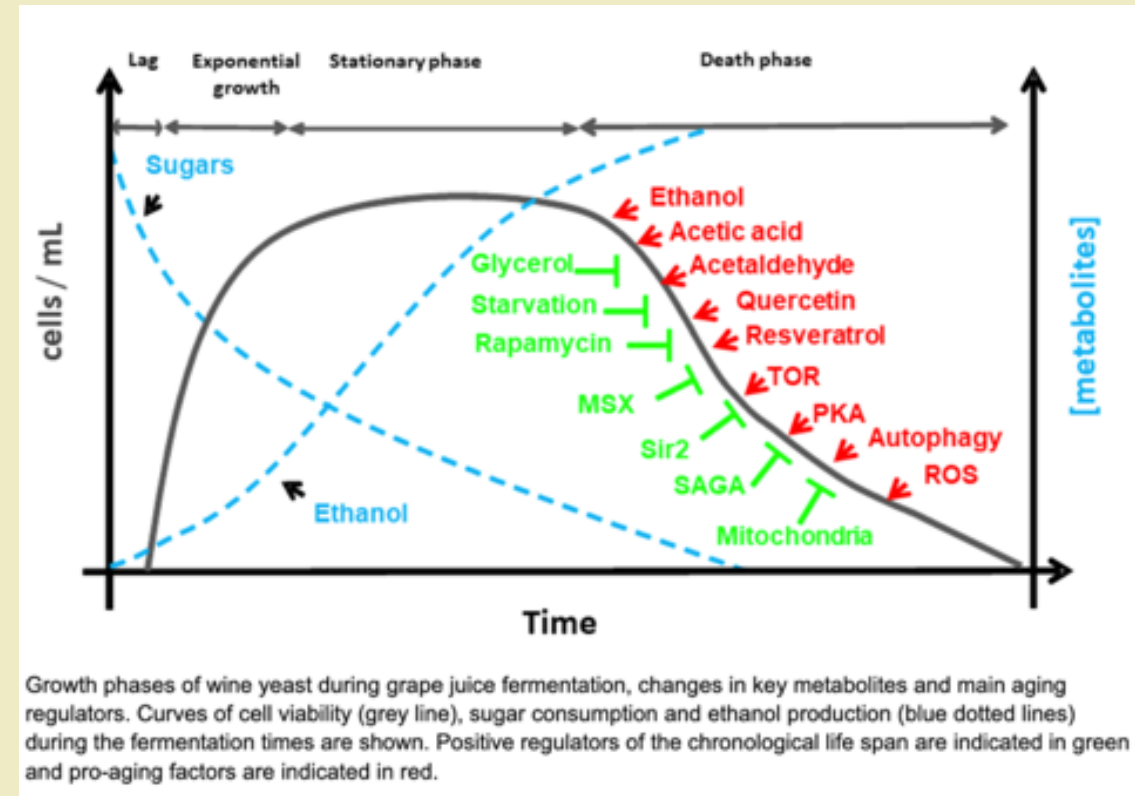 Lag
Exponential
growth
Stationary phase
Death phase
Sugars
Ethanol
Acetic acid
Glycerol
Acetaldehyde
Starvation
Quercetin
Resveratrol
Rapamycin
TOR
MSX
PKA
Sir2
Autophagy
SAGA
ROS
Ethanol
Mitochondria
cells / mL
[metabolites]
Time
Growth phases of wine yeast during grape juice fermentation, changes in key metabolites and main aging
regulators. Curves of cell viability (grey line), sugar consumption and ethanol production (blue dotted lines)
during the fermentation times are shown. Positive regulators of the chronological life span are indicated in green
and pro-aging factors are indicated in red.